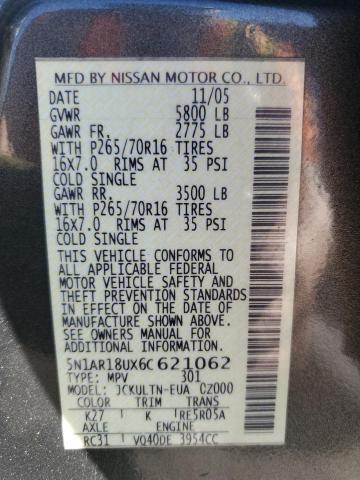 MFD BY NISSAN MOTOR CO., LTD.
DATE 11/05
GVWR 5800 LB
GAWR FR. 2775 LB
WITH P265/70R16 TIRES
16X7.0 RIMS AT 35 PSI
COLD SINGLE
GAWR RR. 3500 LB
WITH P265/70R16 TIRES
16X7.0 RIMS AT 35 PSI
COLD SINGLE
THIS VEHICLE CONFORMS TO
ALL APPLICABLE FEDERAL
MOTOR VEHICLE SAFETY AND
THEFT PREVENTION STANDARDS
IN EFFECT ON THE DATE OF
MANUFACTURE SHOWN ABOVE.
SEE OWNERS MANUAL FOR
ADDITIONAL INFORMATION.
5N1AR18UX6C621062
TYPE: MPV 301
MODEL: JCKULTN-EUA CZ000
COLOR TRIM TRANS
K27 K RE5R05A
AXLE ENGINE
RC31 VQ40DE 3954CC